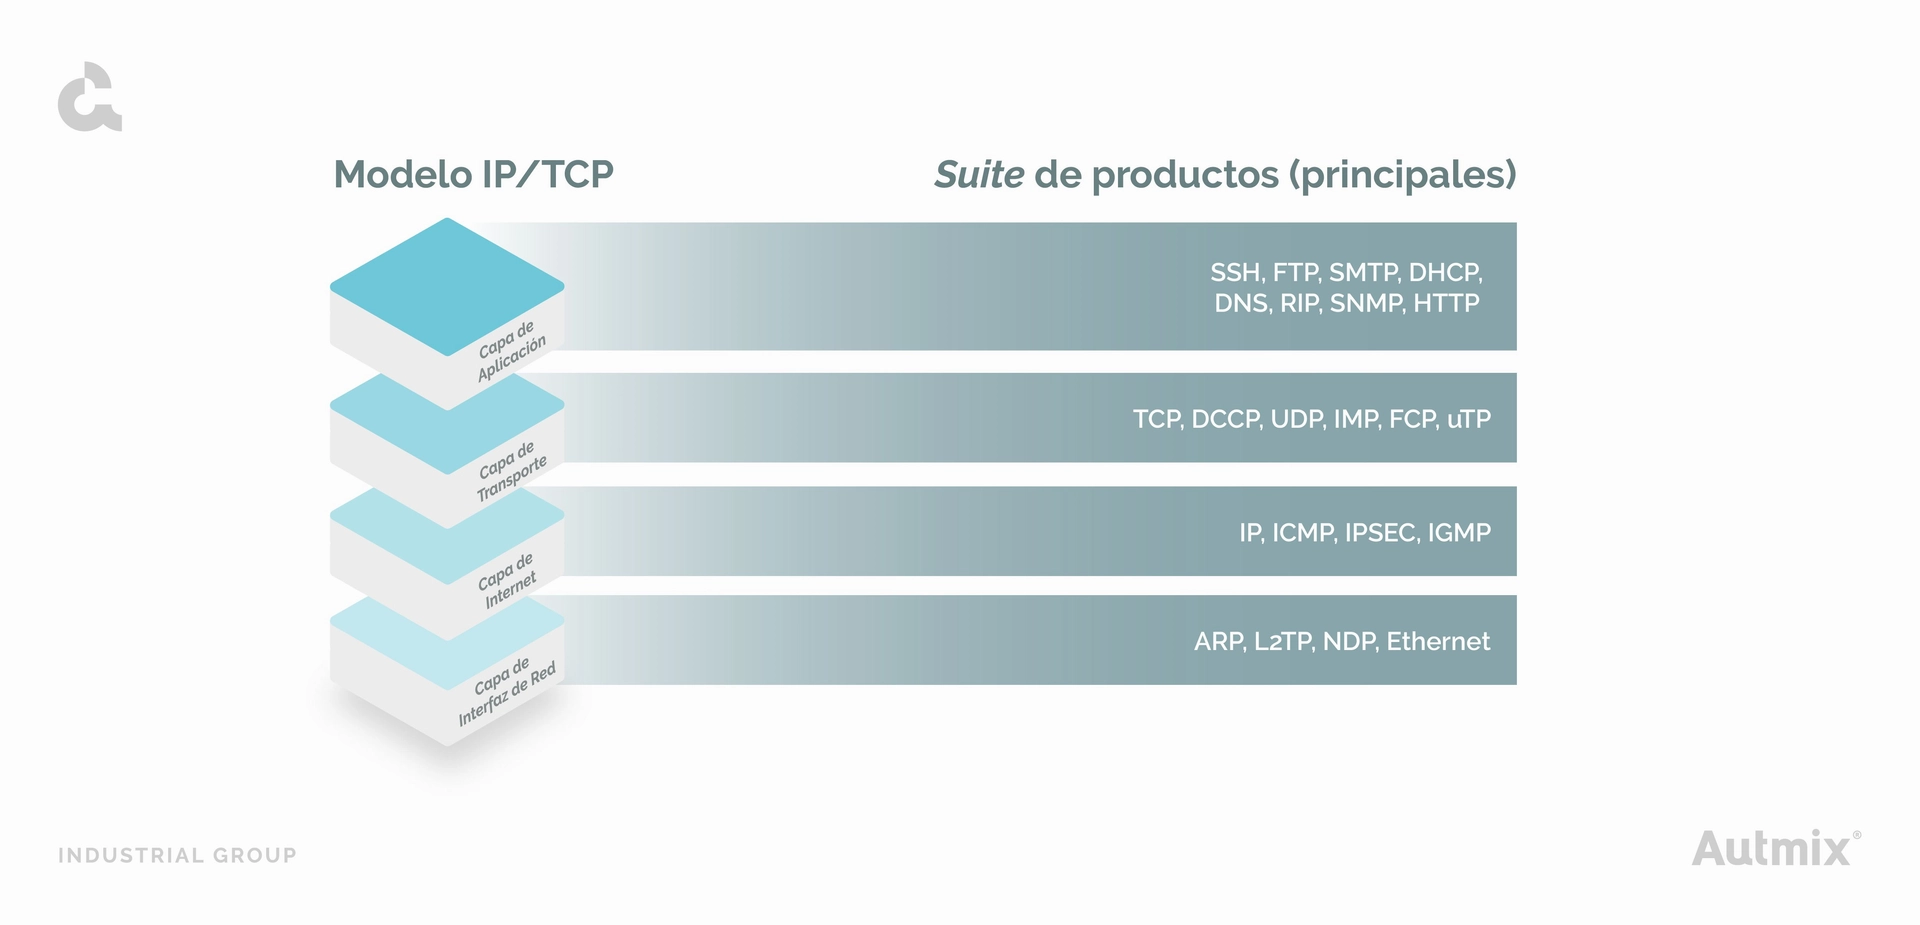 Modelo IP/TCP
Suite de productos (principales)
Capa de
Aplicación
SSH, FTP, SMTP, DHCP,
DNS, RIP, SNMP, HTTP
Capa de
Transporte
TCP, DCCP, UDP, IMP, FCP, uTP
Capa de
Internet
IP, ICMP, IPSEC, IGMP
Capa de
Interfaz de Red
ARP, L2TP, NDP, Ethernet
INDUSTRIAL GROUP
Autmix®